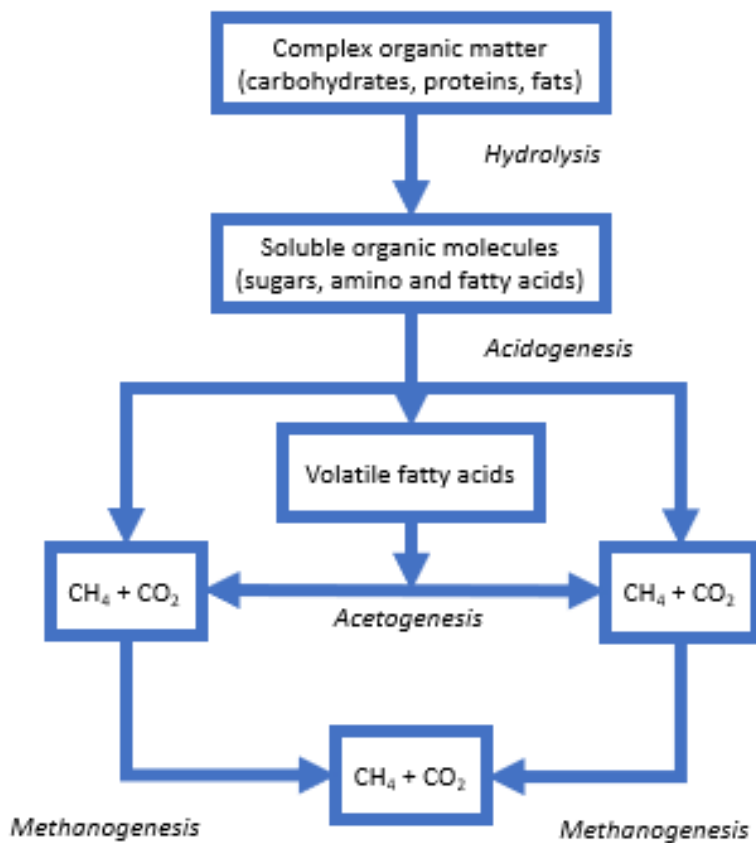 Complex organic matter
(carbohydrates, proteins, fats)
Hydrolysis
Soluble organic molecules
(sugars, amino and fatty acids)
Acidogenesis
Volatile fatty acids
CH₄ + CO₂
CH₄ + CO₂
Acetogenesis
CH₄ + CO₂
Methanogenesis
Methanogenesis